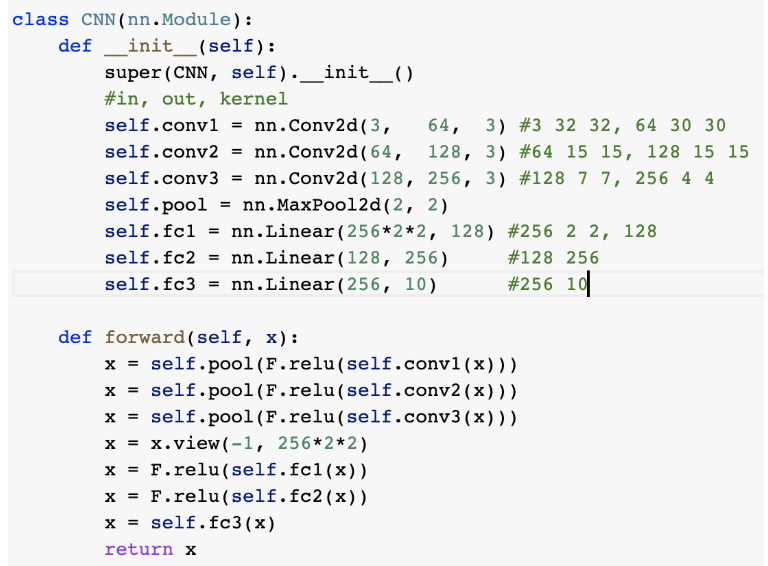 class CNN(nn.Module):
    def __init__(self):
        super(CNN, self).__init__()
        #in, out, kernel
        self.conv1 = nn.Conv2d(3,   64,  3) #3 32 32, 64 30 30
        self.conv2 = nn.Conv2d(64,  128, 3) #64 15 15, 128 15 15
        self.conv3 = nn.Conv2d(128, 256, 3) #128 7 7, 256 4 4
        self.pool = nn.MaxPool2d(2, 2)
        self.fc1 = nn.Linear(256*2*2, 128) #256 2 2, 128
        self.fc2 = nn.Linear(128, 256)     #128 256
        self.fc3 = nn.Linear(256, 10)      #256 10
    def forward(self, x):
        x = self.pool(F.relu(self.conv1(x)))
        x = self.pool(F.relu(self.conv2(x)))
        x = self.pool(F.relu(self.conv3(x)))
        x = x.view(-1, 256*2*2)
        x = F.relu(self.fc1(x))
        x = F.relu(self.fc2(x))
        x = self.fc3(x)
        return x